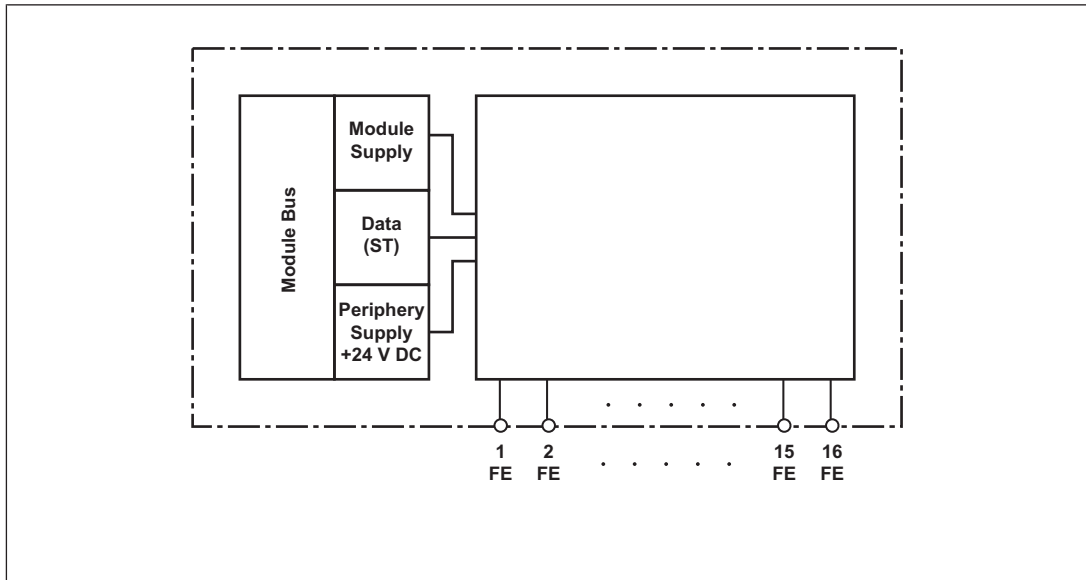 Module Bus
Module
Supply
Data
(ST)
Periphery
Supply
+24 V DC
. . . . .
1 2 . . . . . 15 16
FE FE FE FE